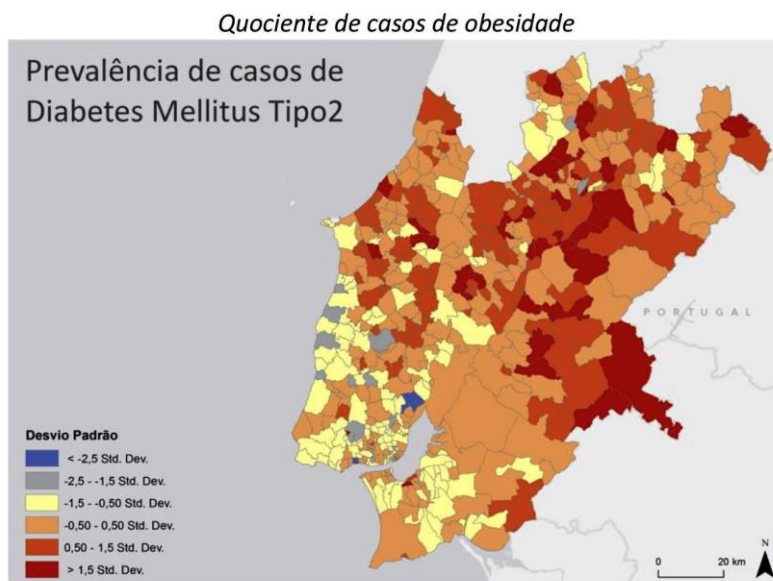 Quociente de casos de obesidade
Prevalência de casos de
Diabetes Mellitus Tipo2
PORTUGAL
Desvio Padrão
< -2,5 Std. Dev.
-2,5 - -1,5 Std. Dev.
-1,5 - -0,50 Std. Dev.
-0,50 - 0,50 Std. Dev.
0,50 - 1,5 Std. Dev.
> 1,5 Std. Dev.
N
0 20 km